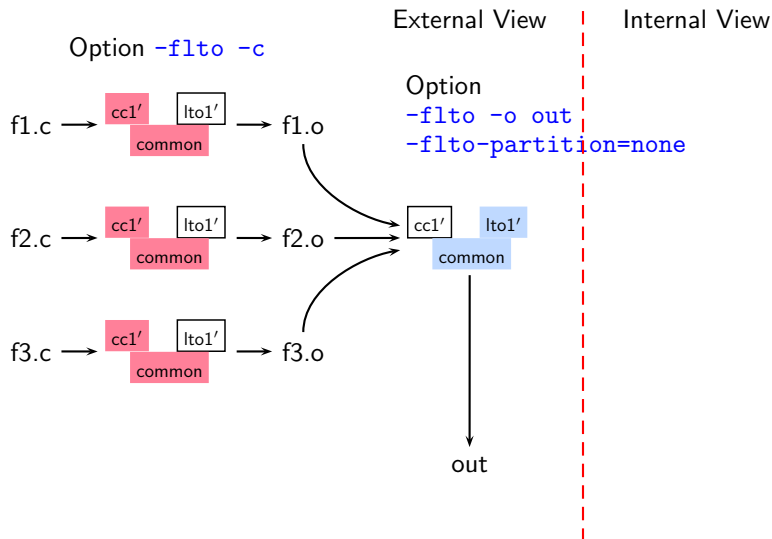 External View
Internal View
Option -flto -c
Option
-flto -o out
-flto-partition=none
f1.c
cc1′
lto1′
common
f1.o
f2.c
cc1′
lto1′
common
f2.o
cc1′
lto1′
common
f3.c
cc1′
lto1′
common
f3.o
out